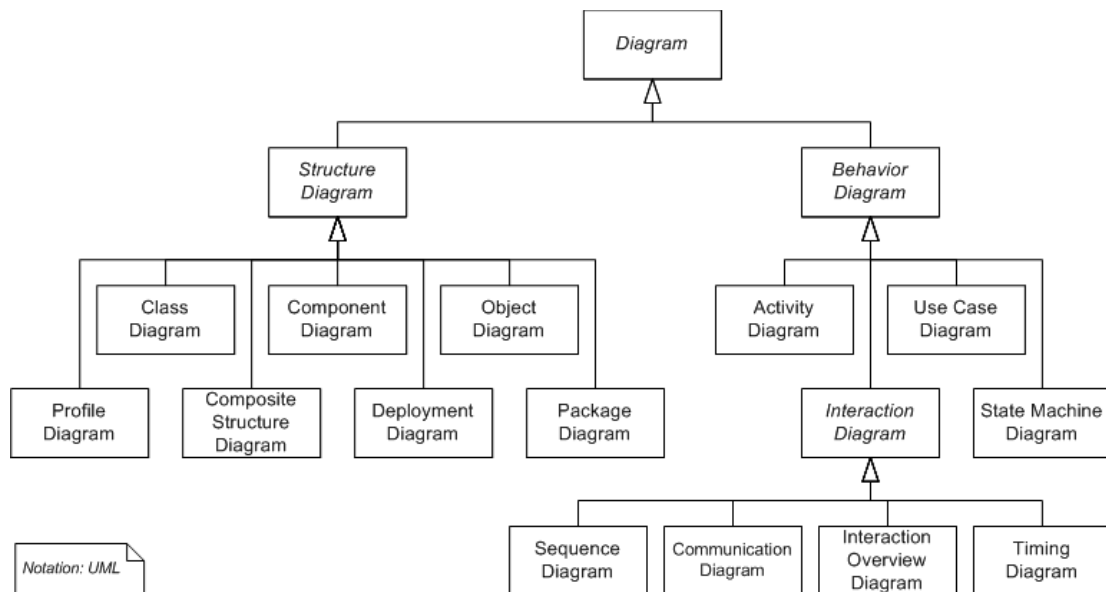 Diagram
Structure
Diagram
Behavior
Diagram
Class
Diagram
Component
Diagram
Object
Diagram
Activity
Diagram
Use Case
Diagram
Profile
Diagram
Composite
Structure
Diagram
Deployment
Diagram
Package
Diagram
Interaction
Diagram
State Machine
Diagram
Sequence
Diagram
Communication
Diagram
Interaction
Overview
Diagram
Timing
Diagram
Notation: UML